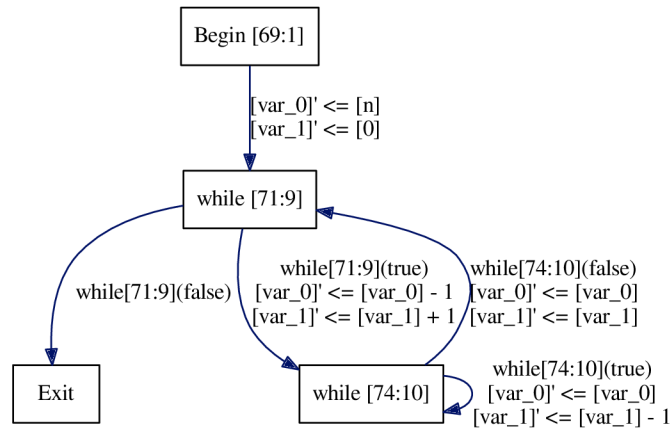 Begin [69:1]
[var_0]' <= [n]
[var_1]' <= [0]
while [71:9]
while[71:9](false)
while[71:9](true)
[var_0]' <= [var_0] - 1
[var_1]' <= [var_1] + 1
while[74:10](false)
[var_0]' <= [var_0]
[var_1]' <= [var_1]
Exit
while [74:10]
while[74:10](true)
[var_0]' <= [var_0]
[var_1]' <= [var_1] - 1